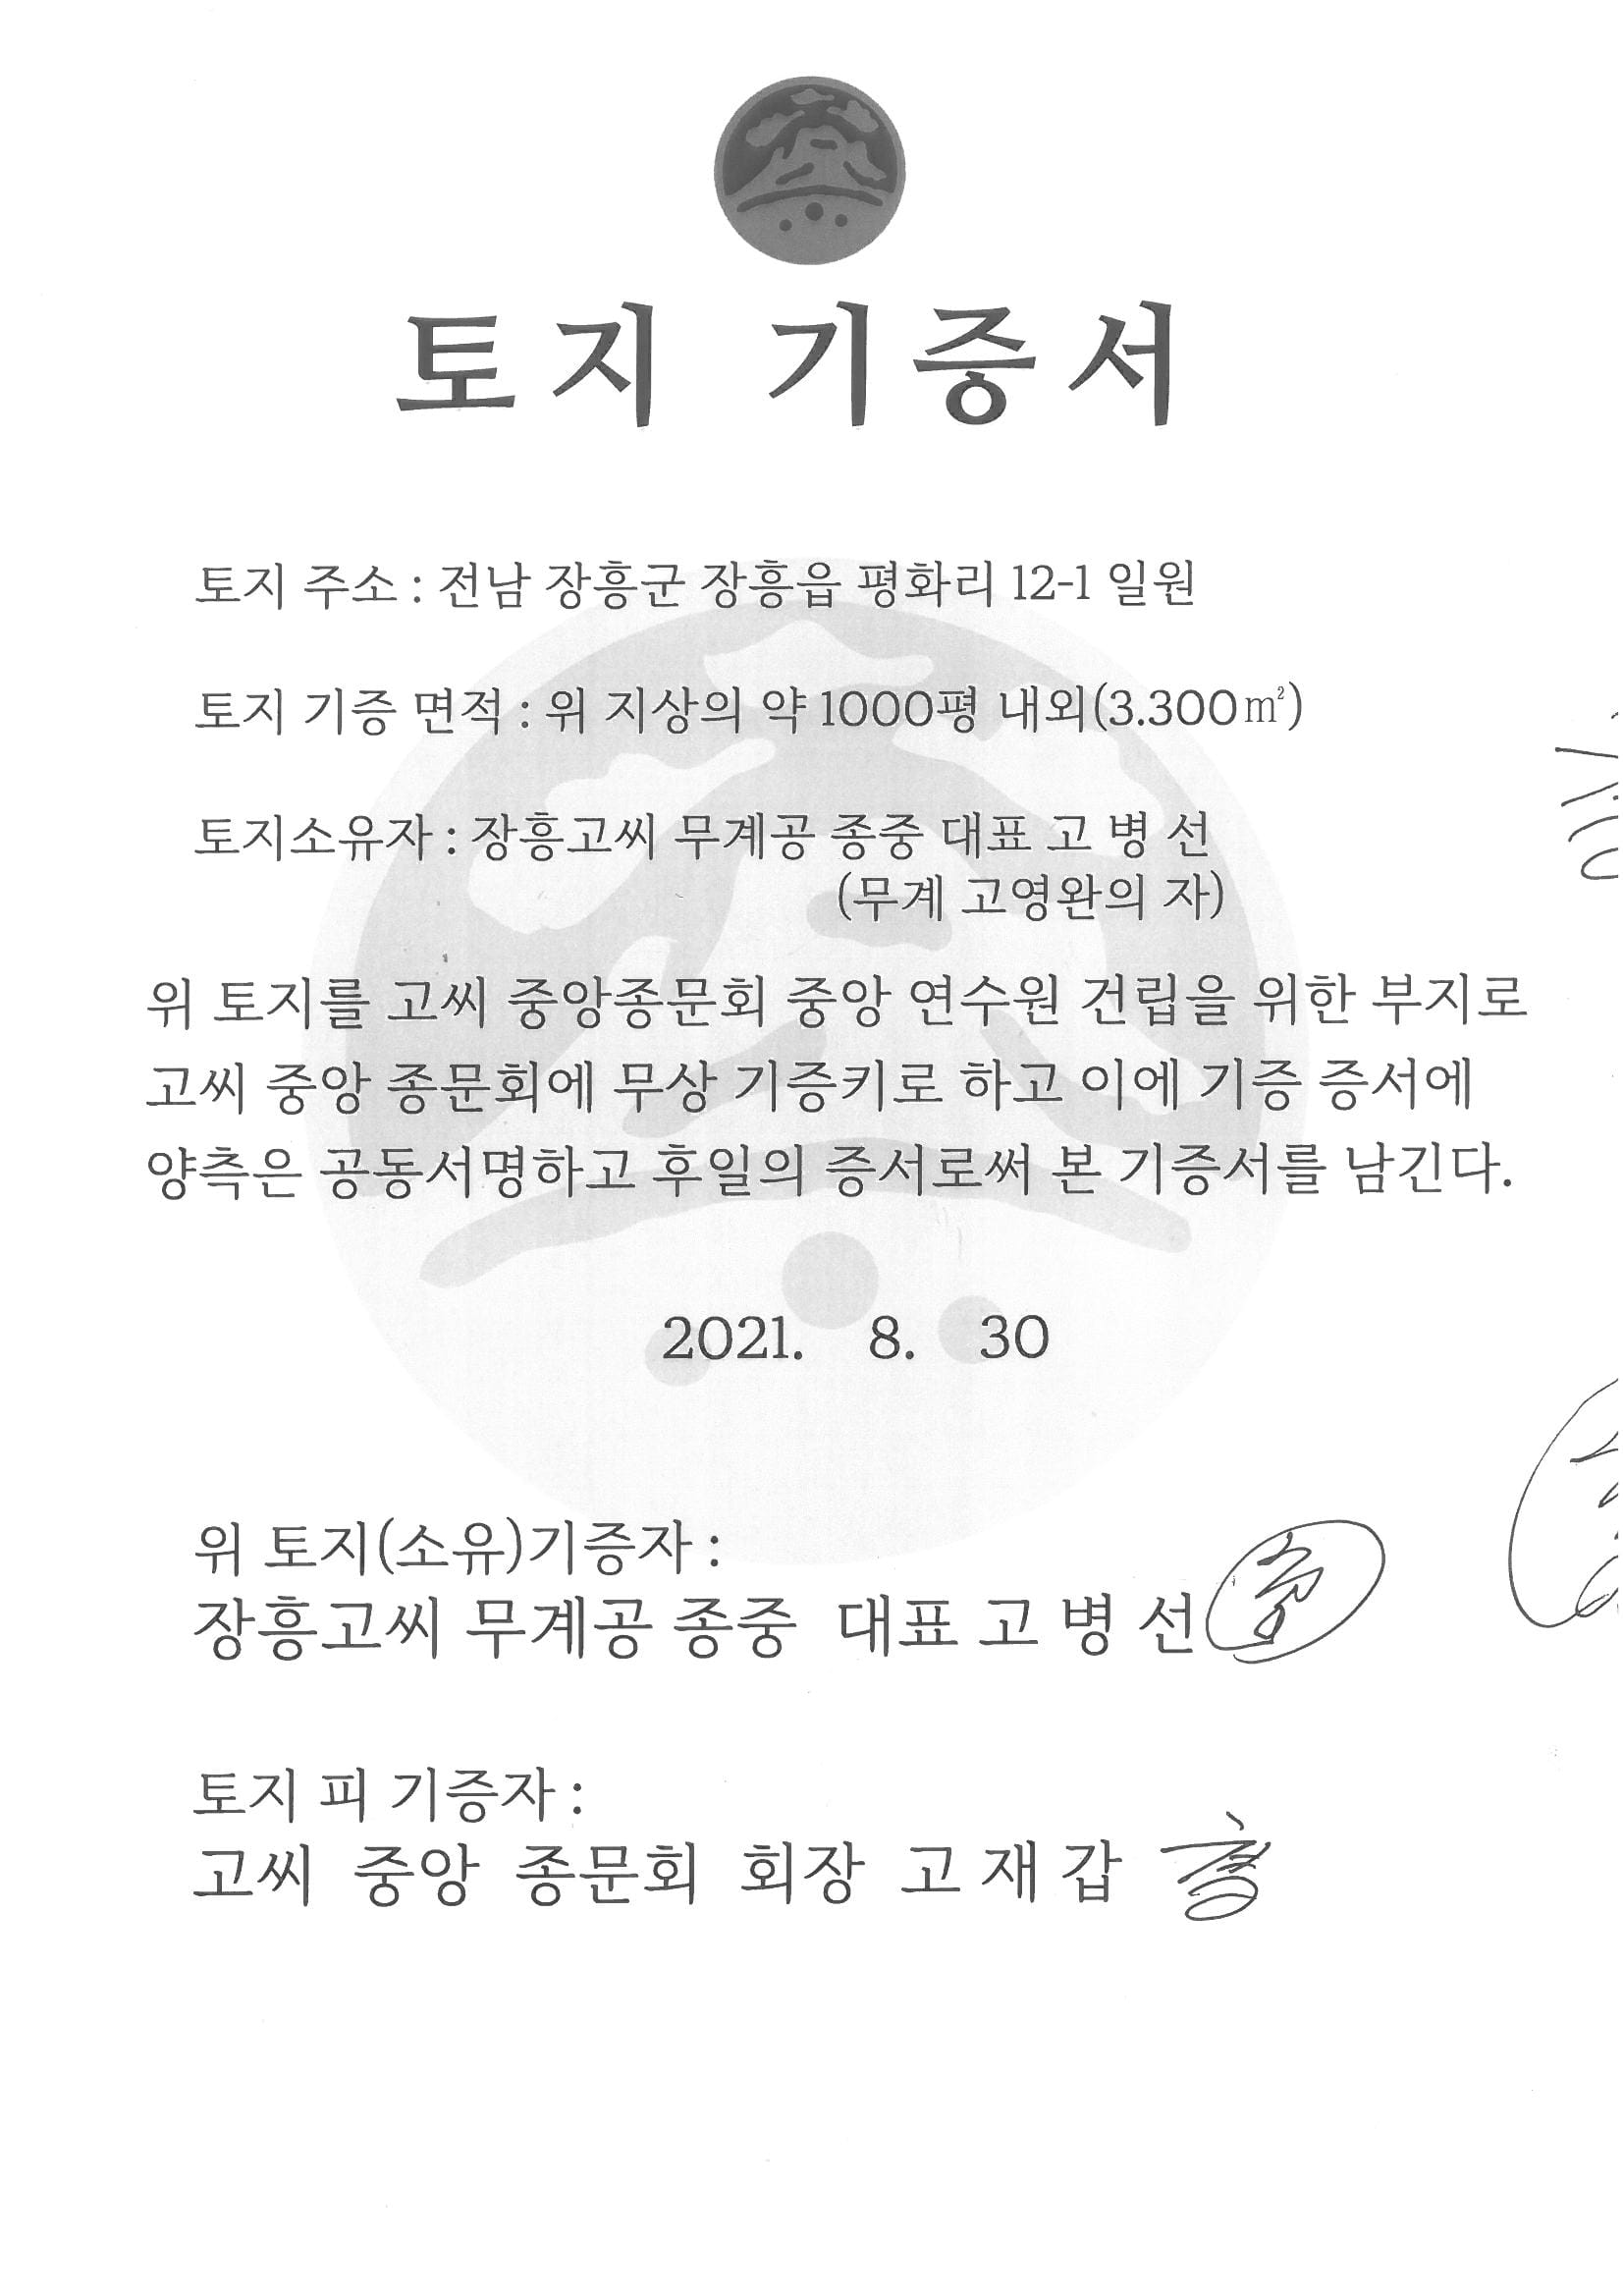 토지 기증서
토지 주소 : 전남 장흥군 장흥읍 평화리 12-1 일원
토지 기증 면적 : 위 지상의 약 1000평 내외(3.300㎡)
토지소유자 : 장흥고씨 무계공 종중 대표 고 병 선
(무계 고영완의 자)
위 토지를 고씨 중앙종문회 중앙 연수원 건립을 위한 부지로
고씨 중앙 종문회에 무상 기증키로 하고 이에 기증 증서에
양측은 공동서명하고 후일의 증서로써 본 기증서를 남긴다.
2021. 8. 30
위 토지(소유)기증자 :
장흥고씨 무계공 종중 대표 고 병 선
토지 피 기증자 :
고씨 중앙 종문회 회장 고 재 갑